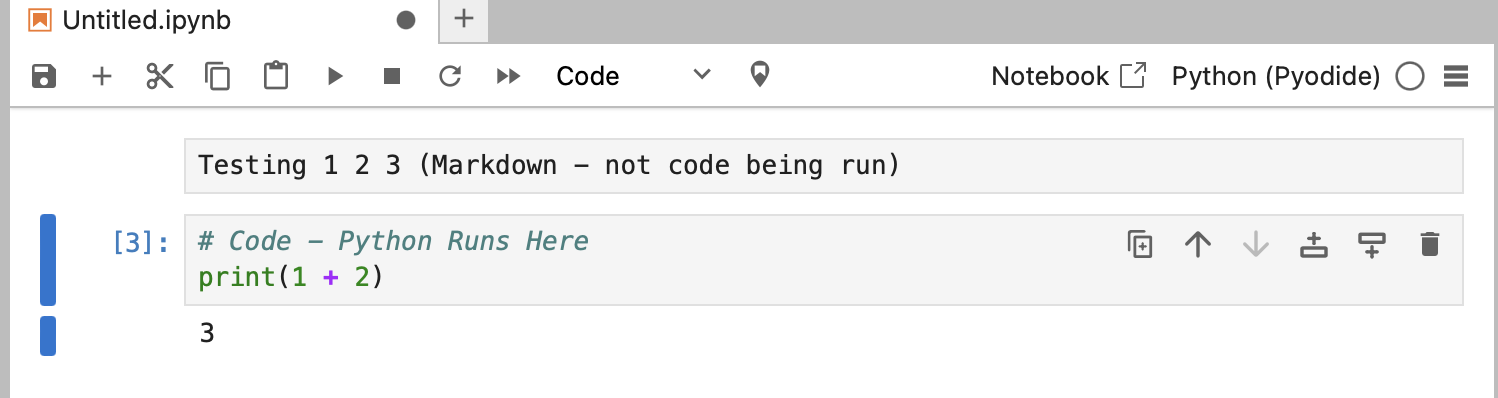 Untitled.ipynb
Code
Notebook
Python (Pyodide)
Testing 1 2 3 (Markdown – not code being run)
[3]:
# Code – Python Runs Here
print(1 + 2)
3